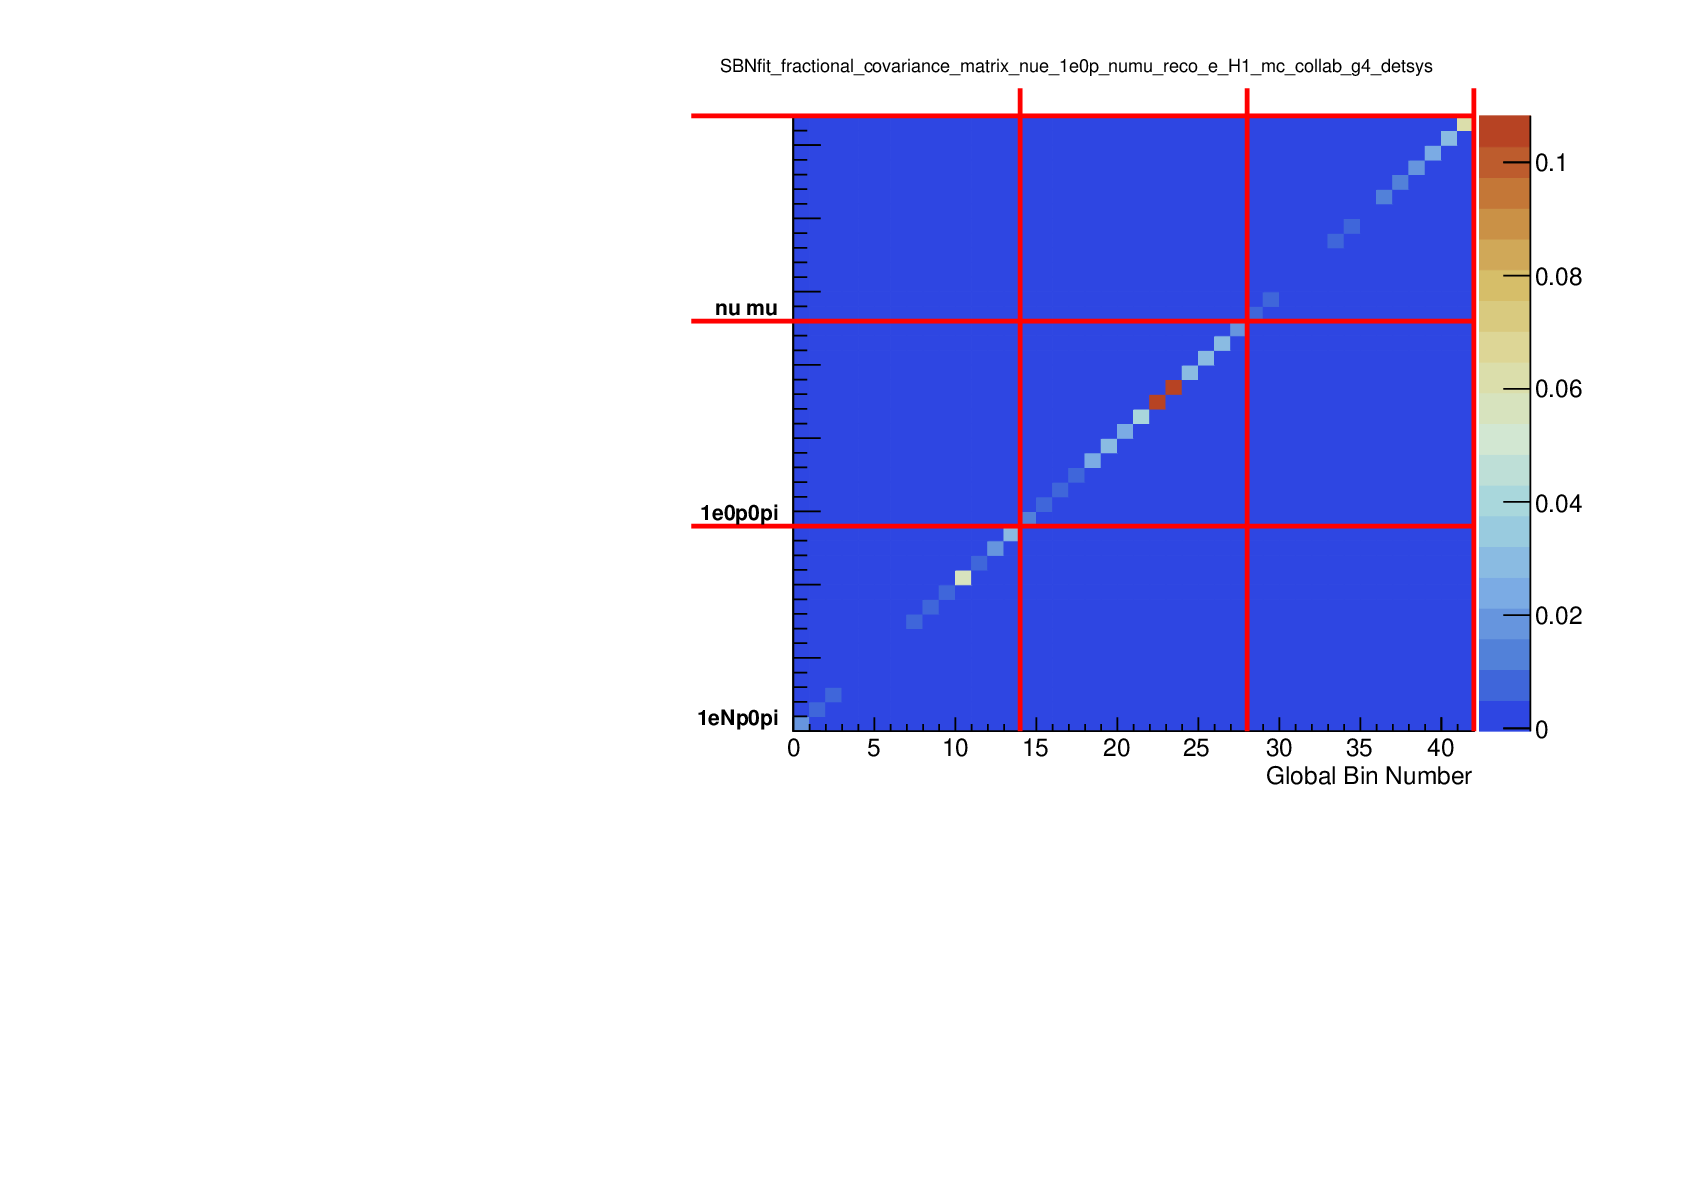 SBNfit_fractional_covariance_matrix_nue_1e0p_numu_reco_e_H1_mc_collab_g4_detsys
0.1
0.08
nu mu
0.06
0.04
1e0p0pi
0.02
1eNp0pi
0
0 5 10 15 20 25 30 35 40
Global Bin Number